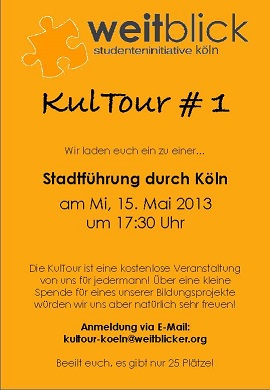 weitblick
studenteninitiative köln
KulTour # 1
Wir laden euch ein zu einer...
Stadtführung durch Köln
am Mi, 15. Mai 2013
um 17:30 Uhr
Die KulTour ist eine kostenlose Veranstaltung
von uns für jedermann! Über eine kleine
Spende für eines unserer Bildungsprojekte
würden wir uns aber natürlich sehr freuen!
Anmeldung via E-Mail:
kultour-koeln@weitblicker.org
Beeilt euch, es gibt nur 25 Plätze!